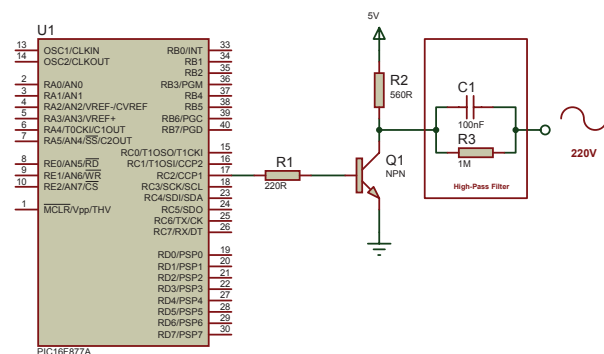 U1
13 OSC1/CLKIN
14 OSC2/CLKOUT
2 RA0/AN0
3 RA1/AN1
4 RA2/AN2/VREF-/CVREF
5 RA3/AN3/VREF+
6 RA4/T0CKI/C1OUT
7 RA5/AN4/SS/C2OUT
8 RE0/AN5/RD
9 RE1/AN6/WR
10 RE2/AN7/CS
1 MCLR/Vpp/THV
RB0/INT 33
RB1 34
RB2 35
RB3/PGM 36
RB4 37
RB5 38
RB6/PGC 39
RB7/PGD 40
RC0/T1OSO/T1CKI 15
RC1/T1OSI/CCP2 16
RC2/CCP1 17
RC3/SCK/SCL 18
RC4/SDI/SDA 23
RC5/SDO 24
RC6/TX/CK 25
RC7/RX/DT 26
RD0/PSP0 19
RD1/PSP1 20
RD2/PSP2 21
RD3/PSP3 22
RD4/PSP4 27
RD5/PSP5 28
RD6/PSP6 29
RD7/PSP7 30
PIC16F877A
R1
220R
5V
R2
560R
Q1
NPN
C1
100nF
R3
1M
High-Pass Filter
220V